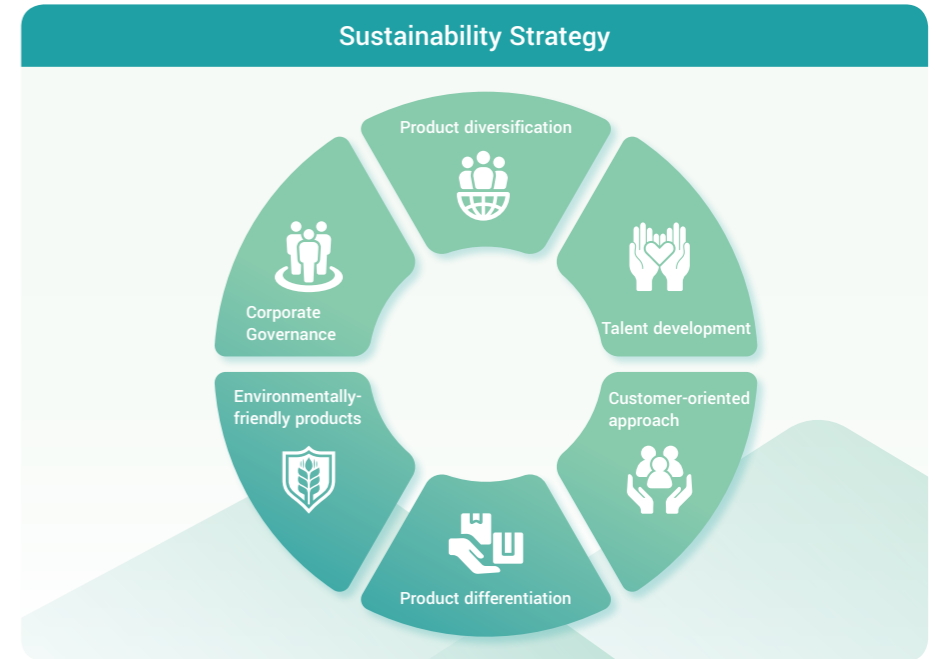 Sustainability Strategy
Product diversification
Talent development
Customer-oriented
approach
Product differentiation
Environmentally-
friendly products
Corporate
Governance